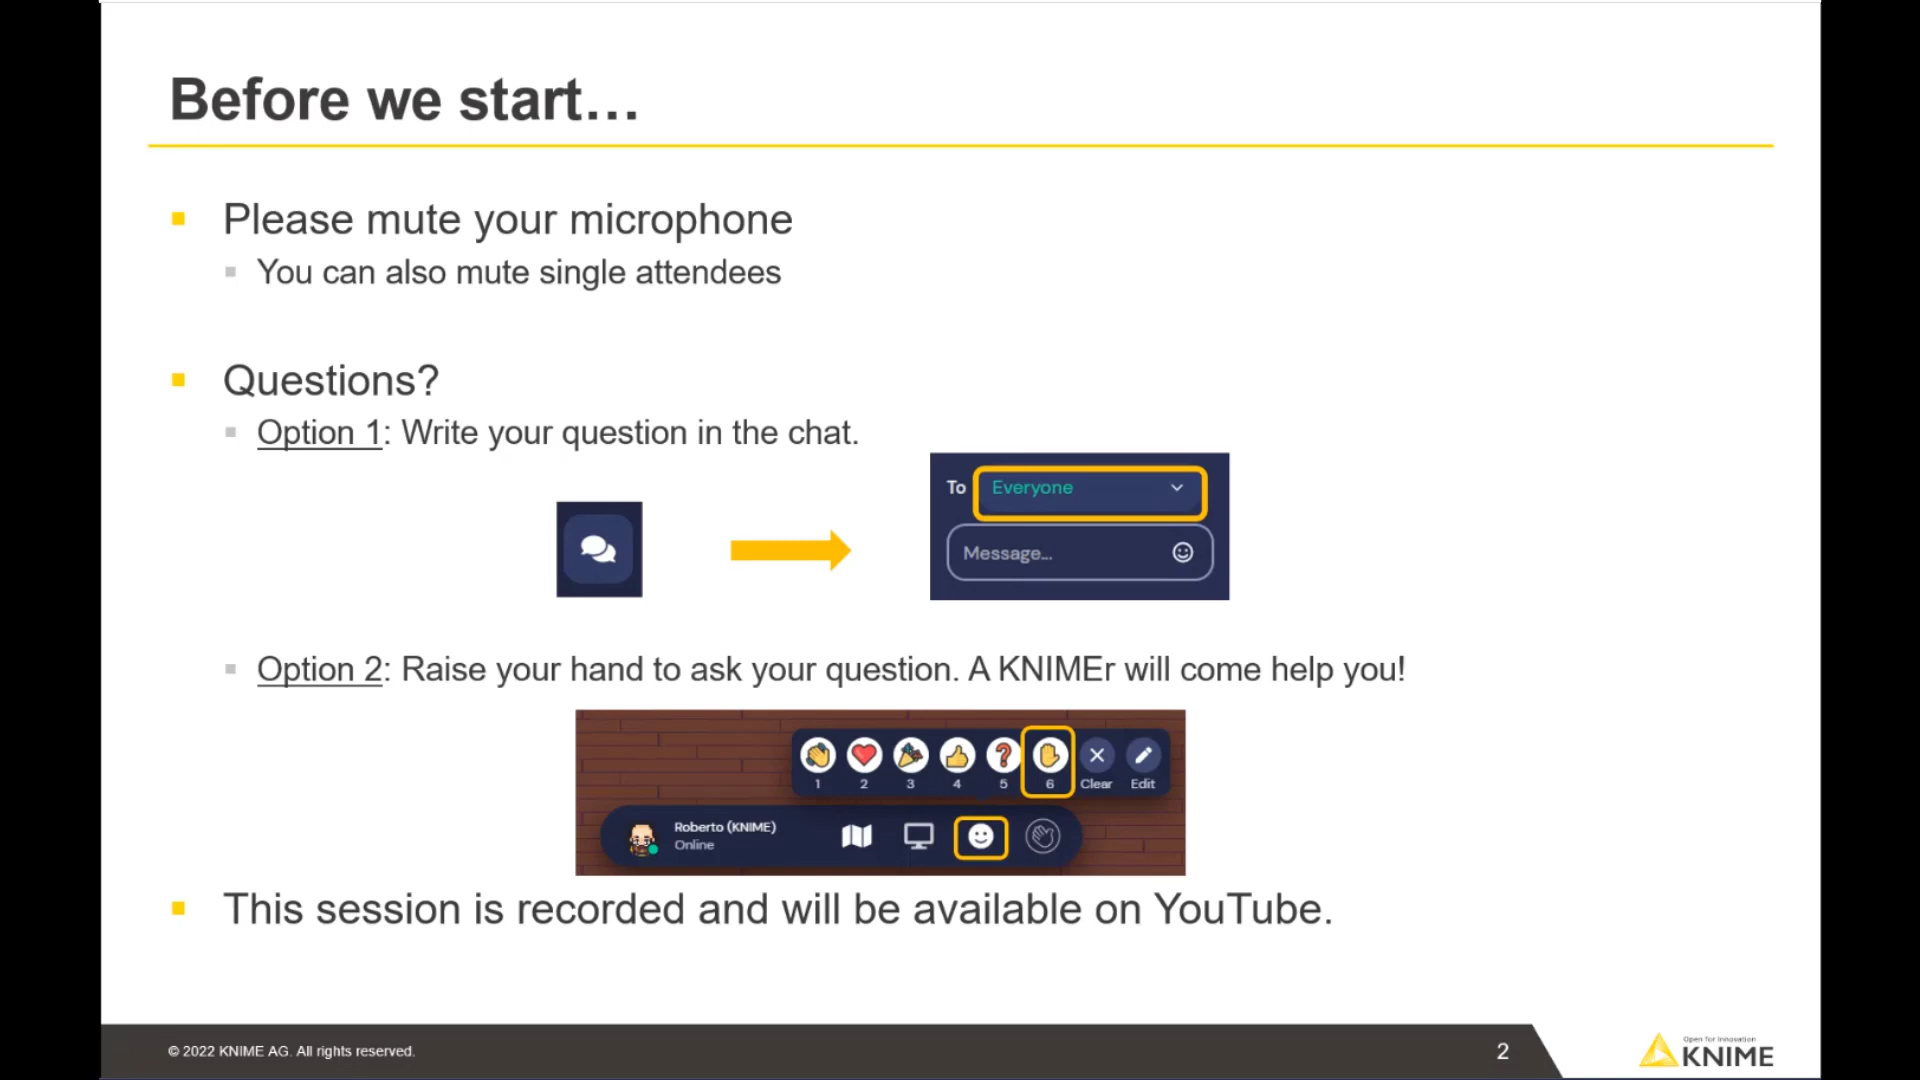 Before we start…
Please mute your microphone
You can also mute single attendees
Questions?
Option 1: Write your question in the chat.
To Everyone
Message...
Option 2: Raise your hand to ask your question. A KNIMEr will come help you!
1 2 3 4 5 6 Clear Edit
Roberto (KNIME)
Online
This session is recorded and will be available on YouTube.
© 2022 KNIME AG. All rights reserved.
2
Open for Innovation
KNIME